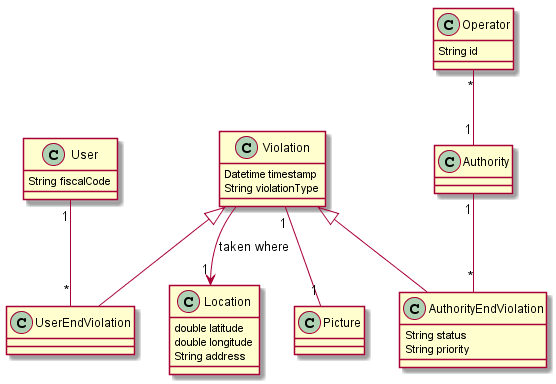 C Operator
String id
*
1
C User
String fiscalCode
C Violation
Datetime timestamp
String violationType
C Authority
1
1
1
taken where
*
1
1
*
C UserEndViolation
C Location
double latitude
double longitude
String address
C Picture
C AuthorityEndViolation
String status
String priority